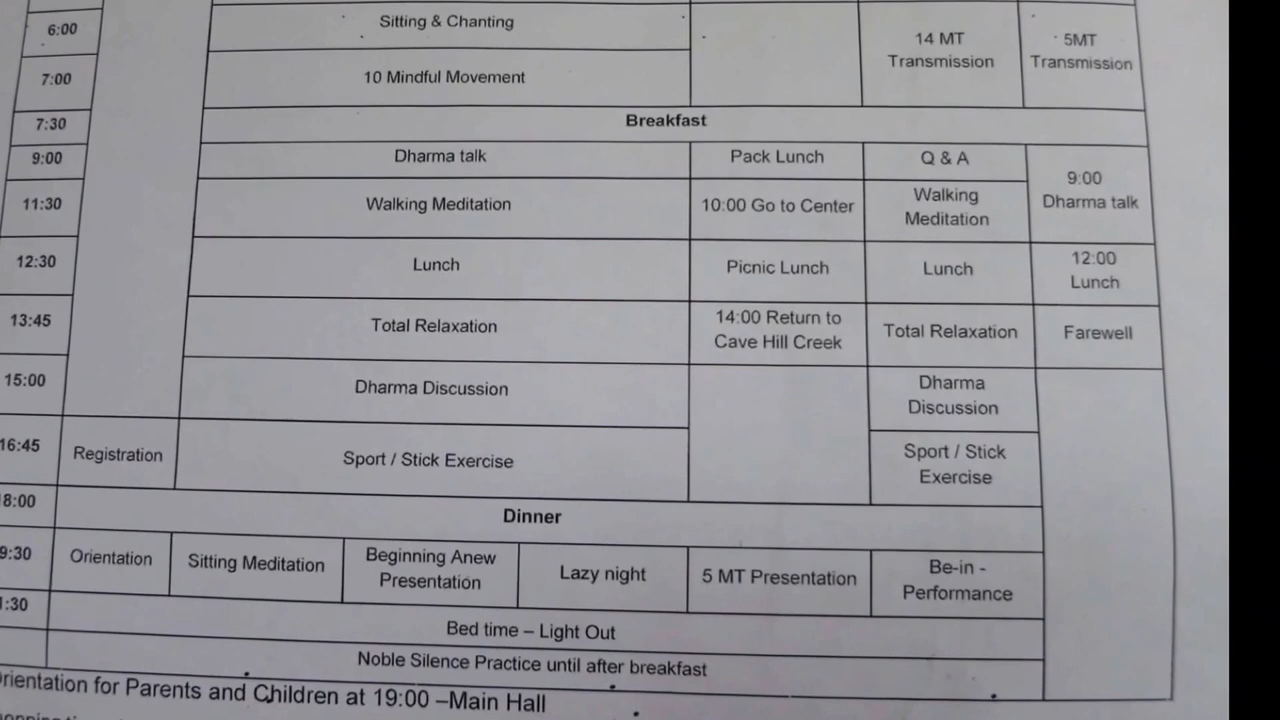 6:00
Sitting & Chanting
14 MT
Transmission
5MT
Transmission
7:00
10 Mindful Movement
7:30
Breakfast
9:00
Dharma talk
Pack Lunch
Q & A
9:00
Dharma talk
11:30
Walking Meditation
10:00 Go to Center
Walking
Meditation
12:30
Lunch
Picnic Lunch
Lunch
12:00
Lunch
13:45
Total Relaxation
14:00 Return to
Cave Hill Creek
Total Relaxation
Farewell
15:00
Dharma Discussion
Dharma
Discussion
16:45
Registration
Sport / Stick Exercise
Sport / Stick
Exercise
8:00
Dinner
9:30
Orientation
Sitting Meditation
Beginning Anew
Presentation
Lazy night
5 MT Presentation
Be-in -
Performance
1:30
Bed time – Light Out
Noble Silence Practice until after breakfast
rientation for Parents and Children at 19:00 –Main Hall